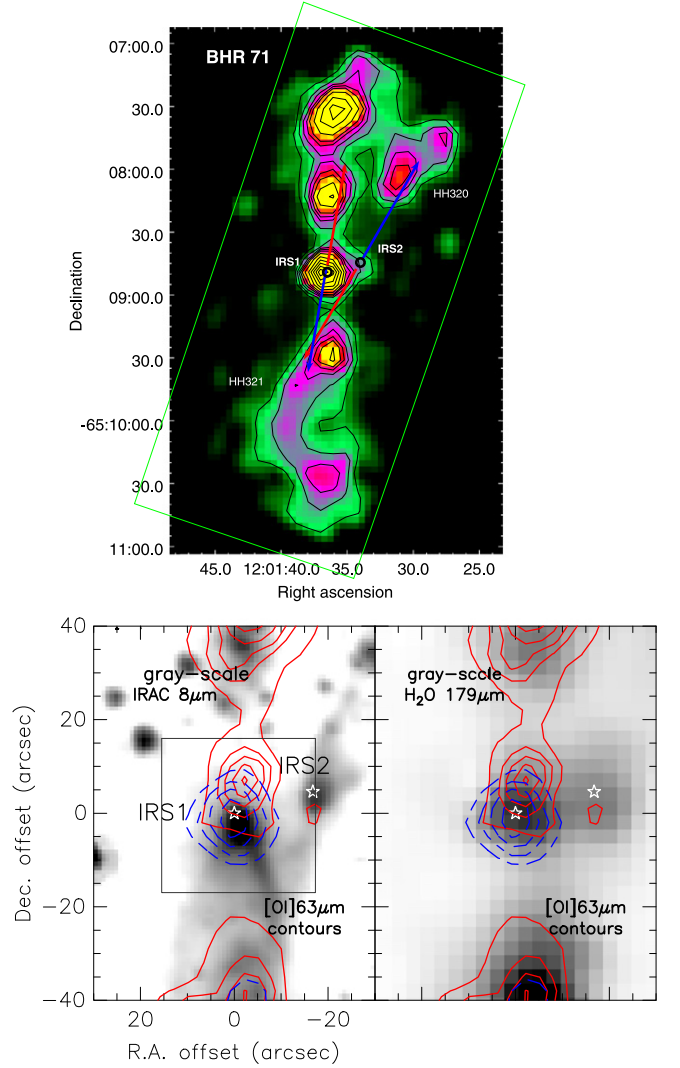 BHR 71
07:00.0
30.0
08:00.0
30.0
09:00.0
30.0
-65:10:00.0
30.0
11:00.0
Declination
HH320
IRS1
IRS2
HH321
45.0 12:01:40.0 35.0 30.0 25.0
Right ascension
40
20
0
-20
-40
Dec. offset (arcsec)
gray-scale
IRAC 8μm
IRS2
IRS1
[OI]63μm
contours
20 0 -20
R.A. offset (arcsec)
gray-sccle
H₂O 179μm
[OI]63μm
contours